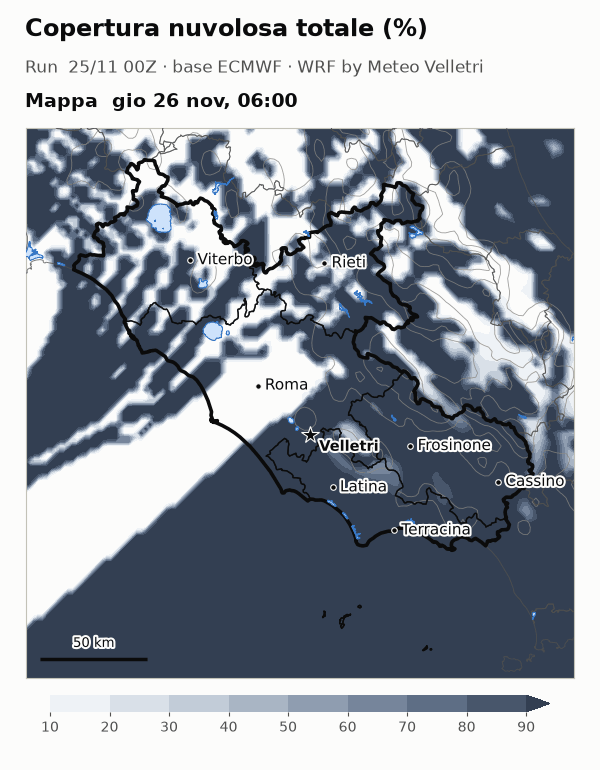 Copertura nuvolosa totale (%)
Run  25/11 00Z · base ECMWF · WRF by Meteo Velletri
Mappa  gio 26 nov, 06:00
Viterbo
Rieti
Roma
Velletri
Frosinone
Cassino
Latina
Terracina
50 km
10 20 30 40 50 60 70 80 90